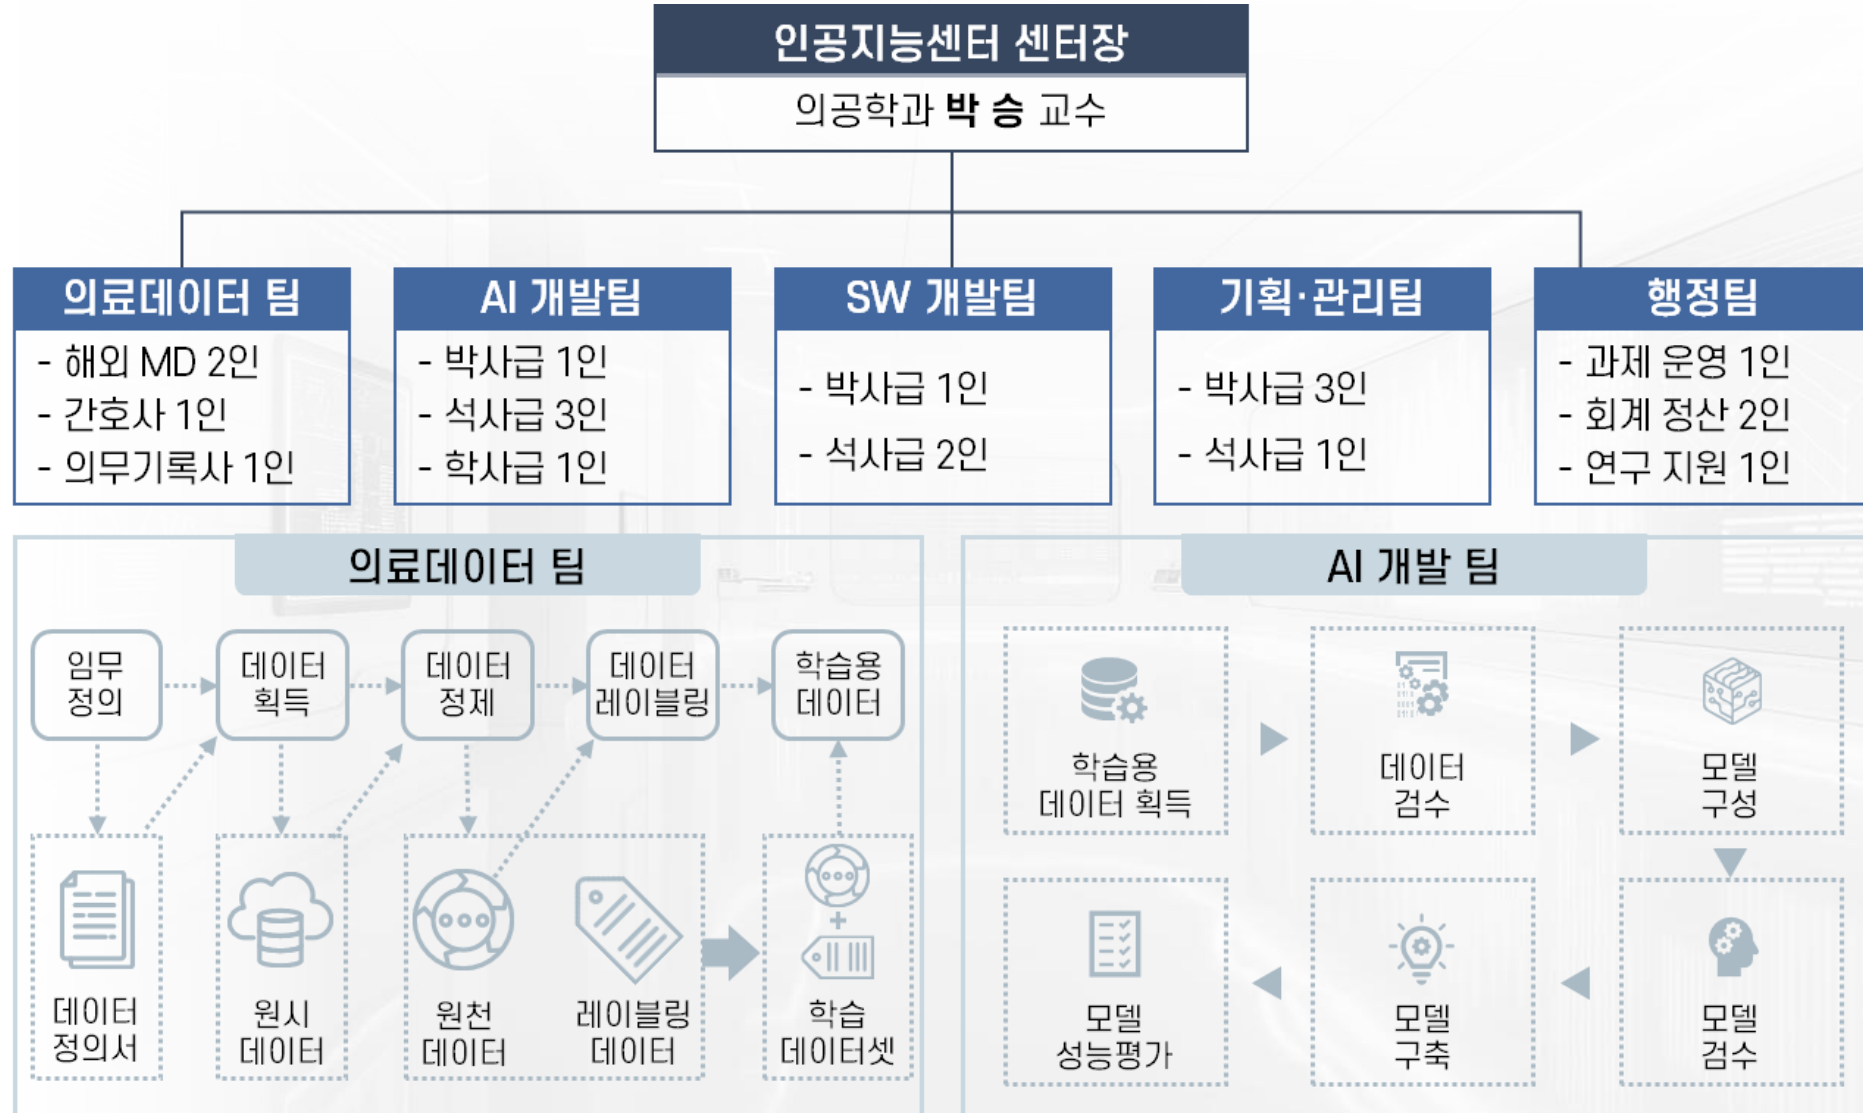 인공지능센터 센터장
의공학과 박 승 교수
의료데이터 팀
- 해외 MD 2인
- 간호사 1인
- 의무기록사 1인
AI 개발팀
- 박사급 1인
- 석사급 3인
- 학사급 1인
SW 개발팀
- 박사급 1인
- 석사급 2인
기획·관리팀
- 박사급 3인
- 석사급 1인
행정팀
- 과제 운영 1인
- 회계 정산 2인
- 연구 지원 1인
의료데이터 팀
임무
정의
데이터
획득
데이터
정제
데이터
레이블링
학습용
데이터
데이터
정의서
원시
데이터
원천
데이터
레이블링
데이터
+
학습
데이터셋
AI 개발 팀
학습용
데이터 획득
데이터
검수
모델
구성
모델
검수
모델
구축
모델
성능평가